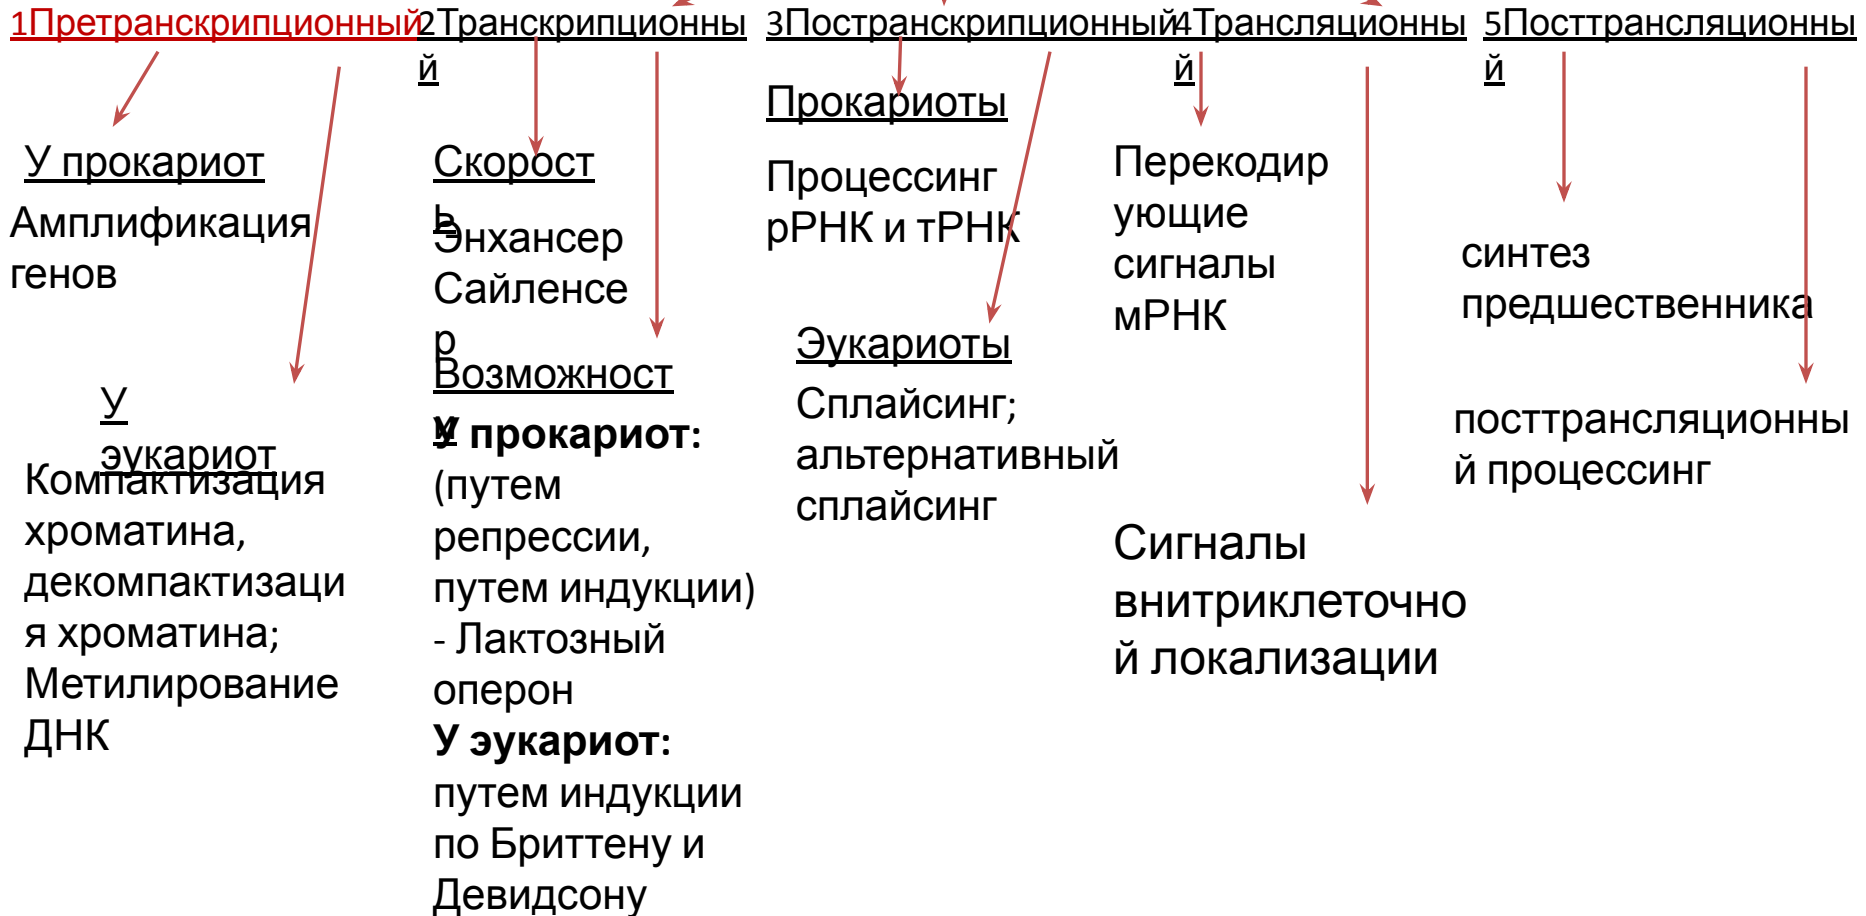 1Претранскрипционный
У прокариот
Амплификация
генов
У
эукариот
Компактизация
хроматина,
декомпактизаци
я хроматина;
Метилирование
ДНК
2Транскрипционны
й
Скорост
ь
Энхансер
Сайленсе
р
Возможност
и
У прокариот:
(путем
репрессии,
путем индукции)
- Лактозный
оперон
У эукариот:
путем индукции
по Бриттену и
Девидсону
3Постранскрипционный
Прокариоты
Процессинг
рРНК и тРНК
Эукариоты
Сплайсинг;
альтернативный
сплайсинг
4Трансляционны
й
Перекодир
ующие
сигналы
мРНК
Сигналы
внитриклеточно
й локализации
5Посттрансляционны
й
синтез
предшественника
посттрансляционны
й процессинг